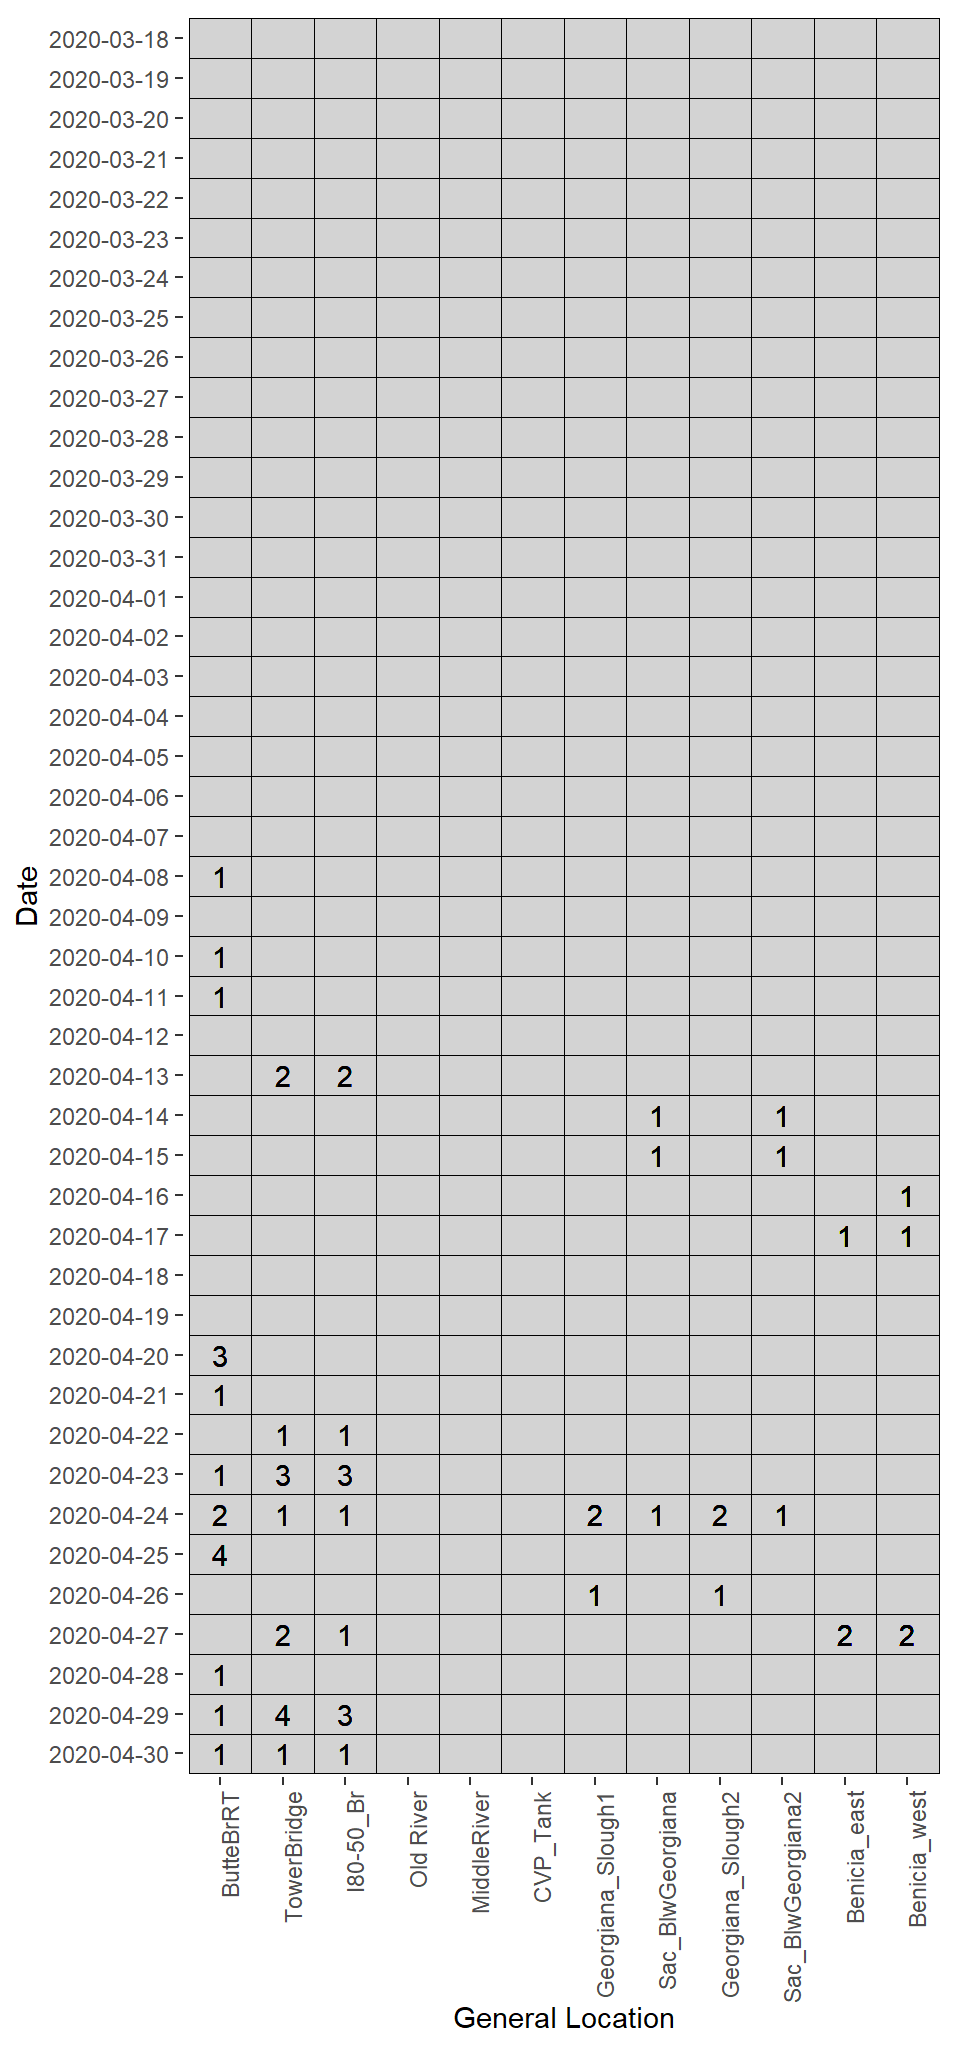 2020-03-18
2020-03-19
2020-03-20
2020-03-21
2020-03-22
2020-03-23
2020-03-24
2020-03-25
2020-03-26
2020-03-27
2020-03-28
2020-03-29
2020-03-30
2020-03-31
2020-04-01
2020-04-02
2020-04-03
2020-04-04
2020-04-05
2020-04-06
2020-04-07
Date
2020-04-08 1
2020-04-09
2020-04-10 1
2020-04-11 1
2020-04-12
2020-04-13 2 2
2020-04-14 1 1
2020-04-15 1 1
2020-04-16 1
2020-04-17 1 1
2020-04-18
2020-04-19
2020-04-20 3
2020-04-21 1
2020-04-22 1 1
2020-04-23 1 3 3
2020-04-24 2 1 1 2 1 2 1
2020-04-25 4
2020-04-26 1 1
2020-04-27 2 1 2 2
2020-04-28 1
2020-04-29 1 4 3
2020-04-30 1 1 1
ButteBrRT
TowerBridge
I80-50_Br
Old River
MiddleRiver
CVP_Tank
Georgiana_Slough1
Sac_BlwGeorgiana
Georgiana_Slough2
Sac_BlwGeorgiana2
Benicia_east
Benicia_west
General Location